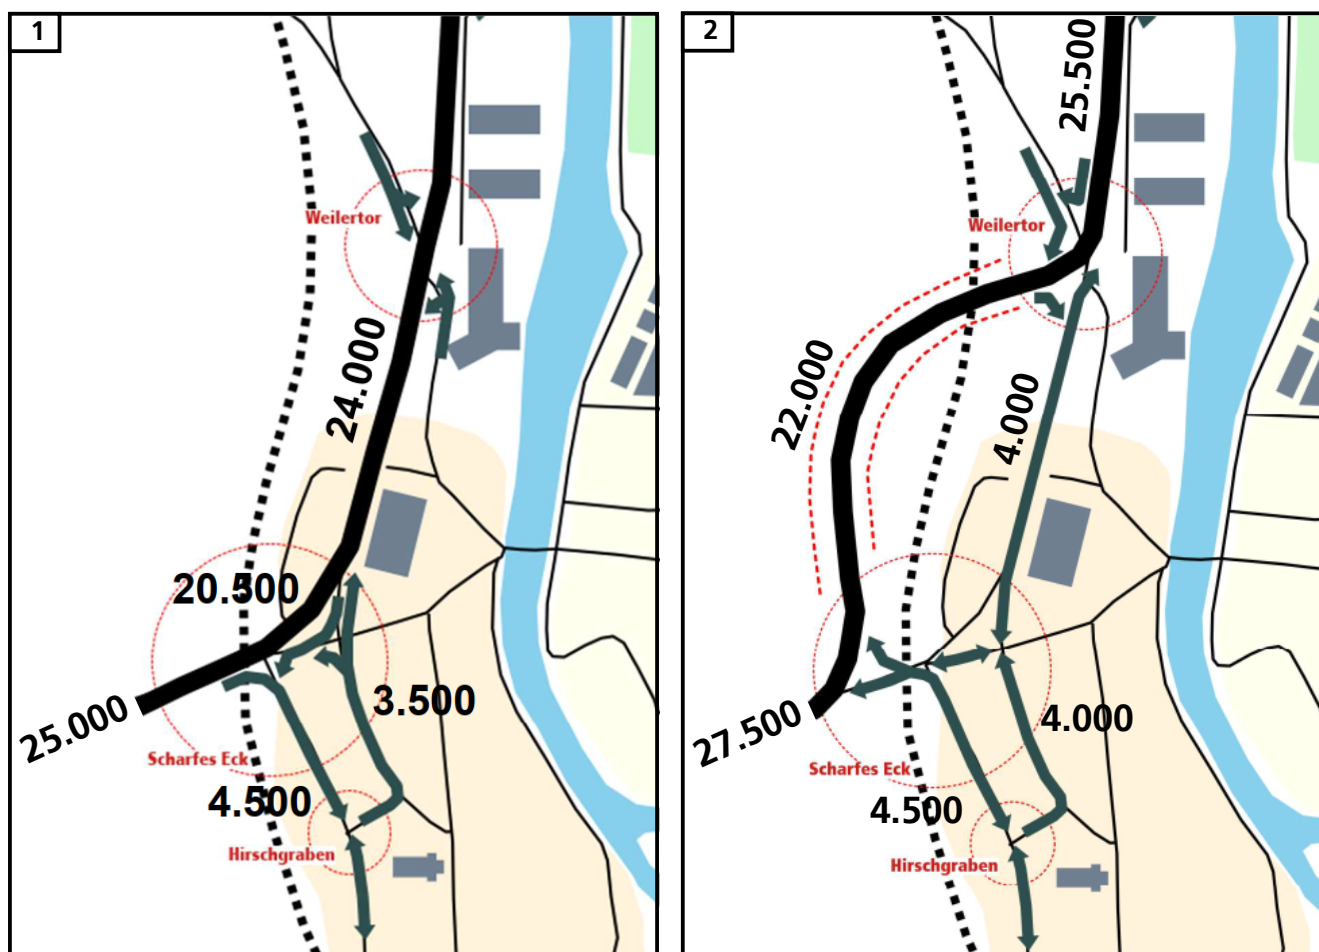 1
Weilertor
24.000
20.500
3.500
25.000
Scharfes Eck
4.500
Hirschgraben
2
25.500
Weilertor
22.000
4.000
4.000
27.500
Scharfes Eck
4.500
Hirschgraben